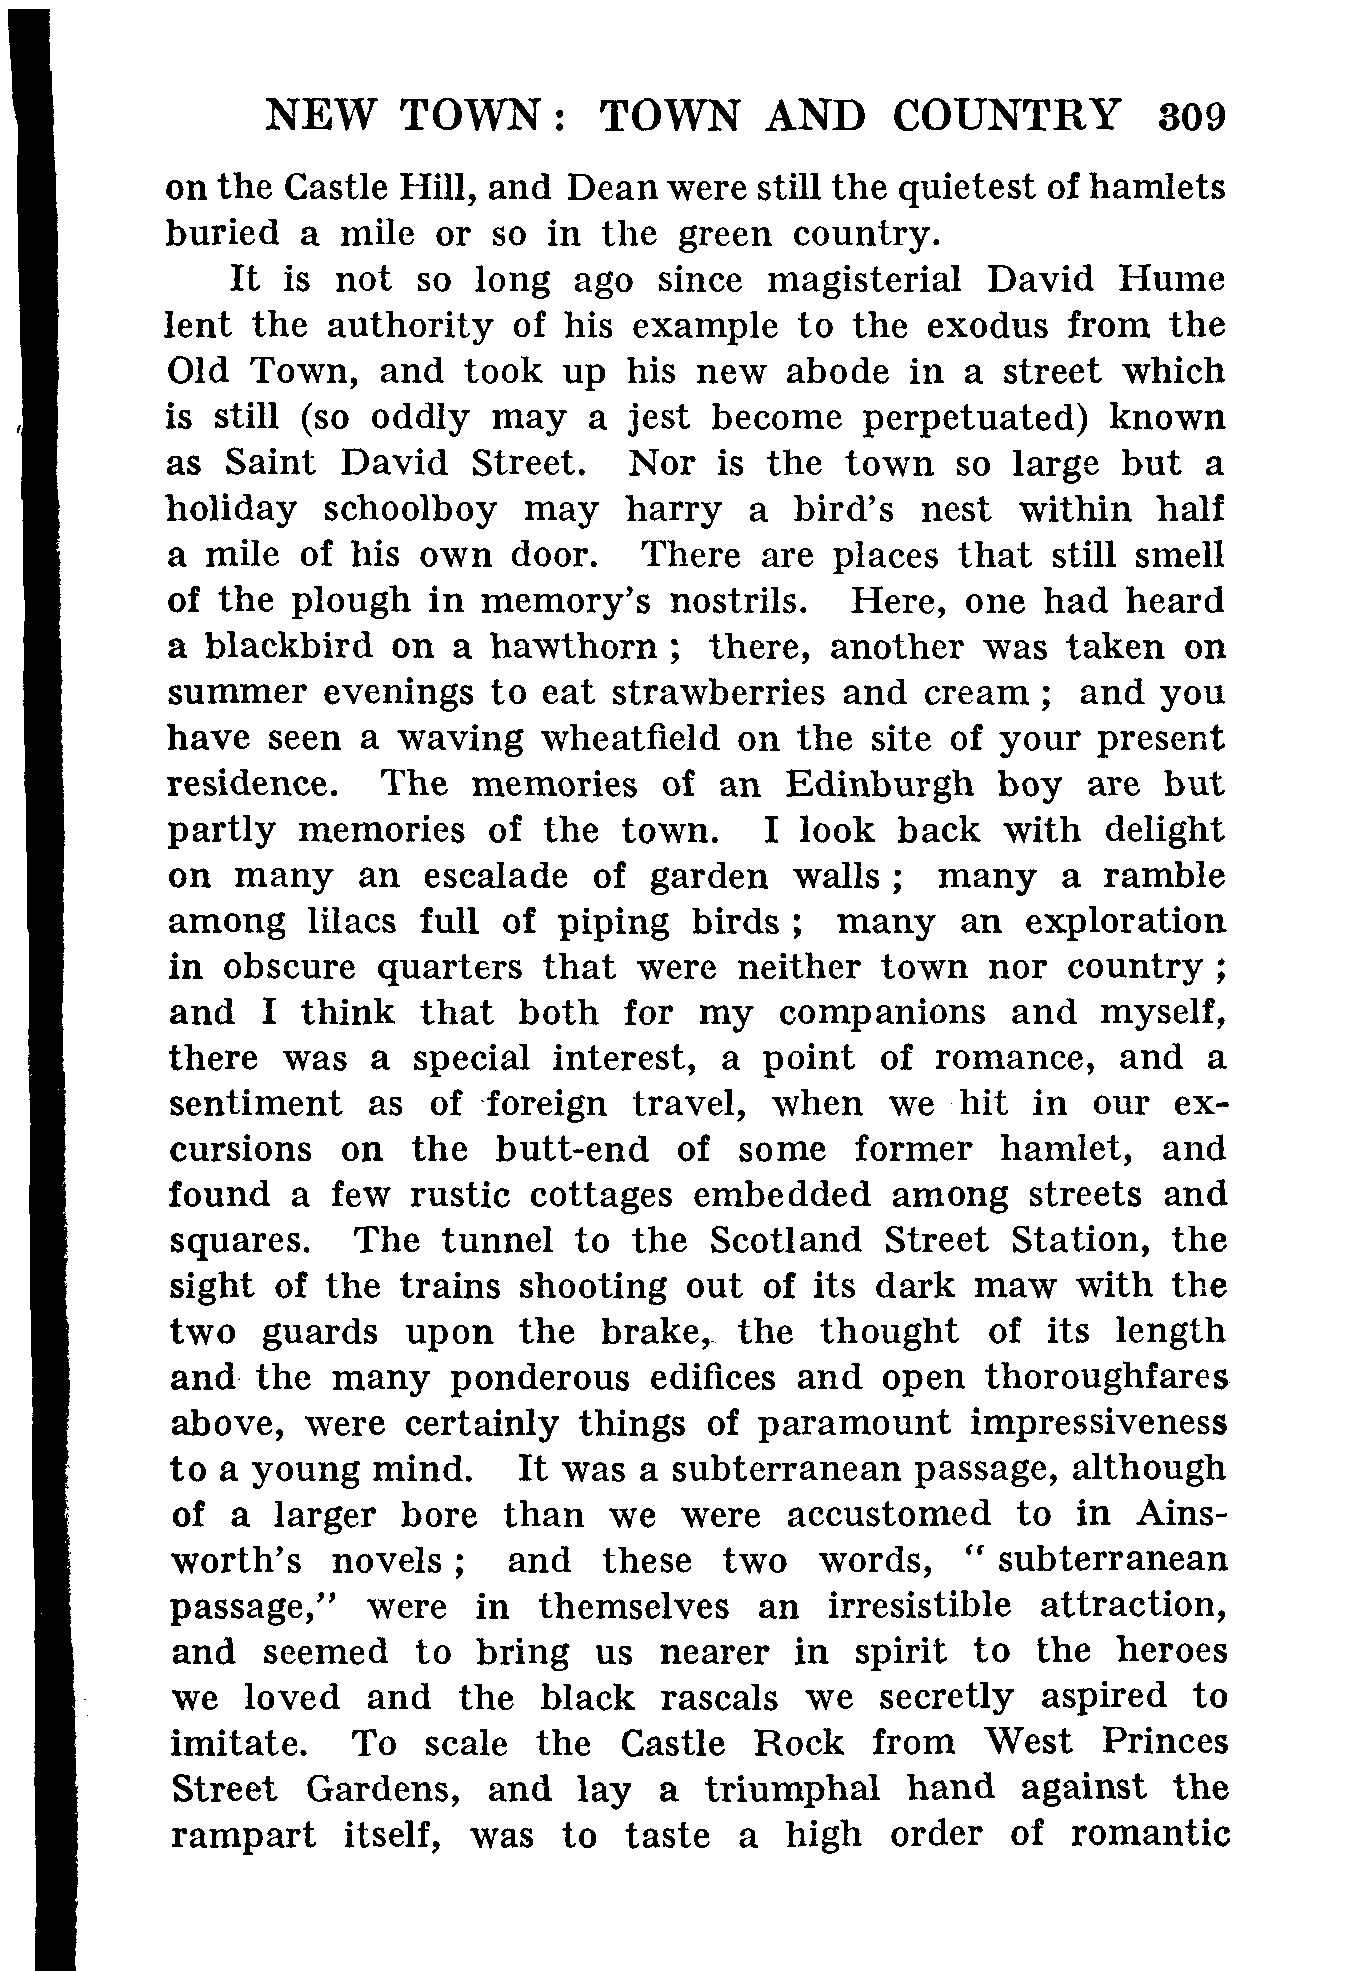 NEW TOWN: TOWN AND COUNTRY 309
on the Castle Hill, and Dean were still the quietest of hamlets
buried a mile or so in the green country.
It is not so long ago since magisterial David Hume
lent the authority of his example to the exodus from the
Old Town, and took up his new abode in a street which
is still (so oddly may a jest become perpetuated) known
as Saint David Street. Nor is the town so large but a
holiday schoolboy may harry a bird's nest within half
a mile of his own door. There are places that still smell
of the plough in memory's nostrils. Here, one had heard
a blackbird on a hawthorn ; there, another was taken on
summer evenings to eat strawberries and cream ; and you
have seen a waving wheatfield on the site of your present
residence. The memories of an Edinburgh boy are but
partly memories of the town. I look back with delight
on many an escalade of garden walls ; many a ramble
among lilacs full of piping birds ; many an exploration
in obscure quarters that were neither town nor country ;
and I think that both for my companions and myself,
there was a special interest, a point of romance, and a
sentiment as of foreign travel, when we hit in our ex-
cursions on the butt-end of some former hamlet, and
found a few rustic cottages embedded among streets and
squares. The tunnel to the Scotland Street Station, the
sight of the trains shooting out of its dark maw with the
two guards upon the brake, the thought of its length
and the many ponderous edifices and open thoroughfares
above, were certainly things of paramount impressiveness
to a young mind. It was a subterranean passage, although
of a larger bore than we were accustomed to in Ains-
worth's novels ; and these two words, “ subterranean
passage,” were in themselves an irresistible attraction,
and seemed to bring us nearer in spirit to the heroes
we loved and the black rascals we secretly aspired to
imitate. To scale the Castle Rock from West Princes
Street Gardens, and lay a triumphal hand against the
rampart itself, was to taste a high order of romantic